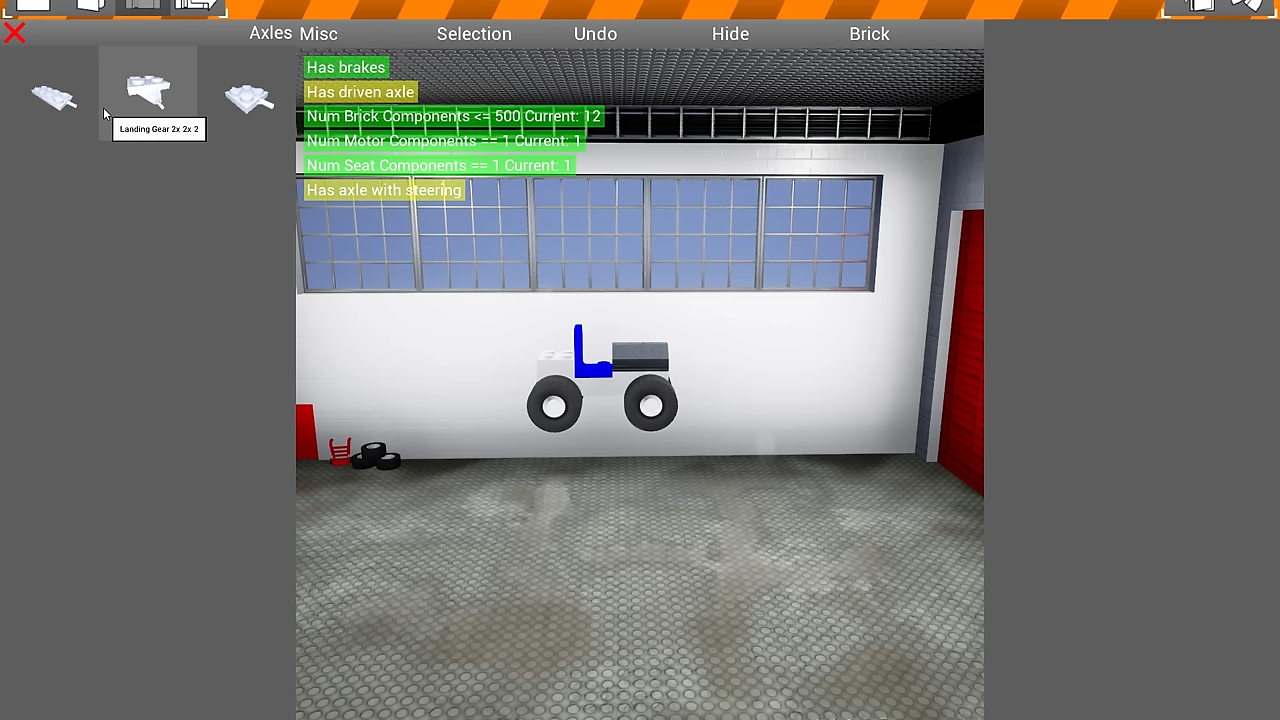 Axles Misc Selection Undo Hide Brick
Has brakes
Has driven axle
Num Brick Components <= 500 Current: 12
Landing Gear 2x 2x 2
Num Motor Components == 1 Current: 1
Num Seat Components == 1 Current: 1
Has axle with steering